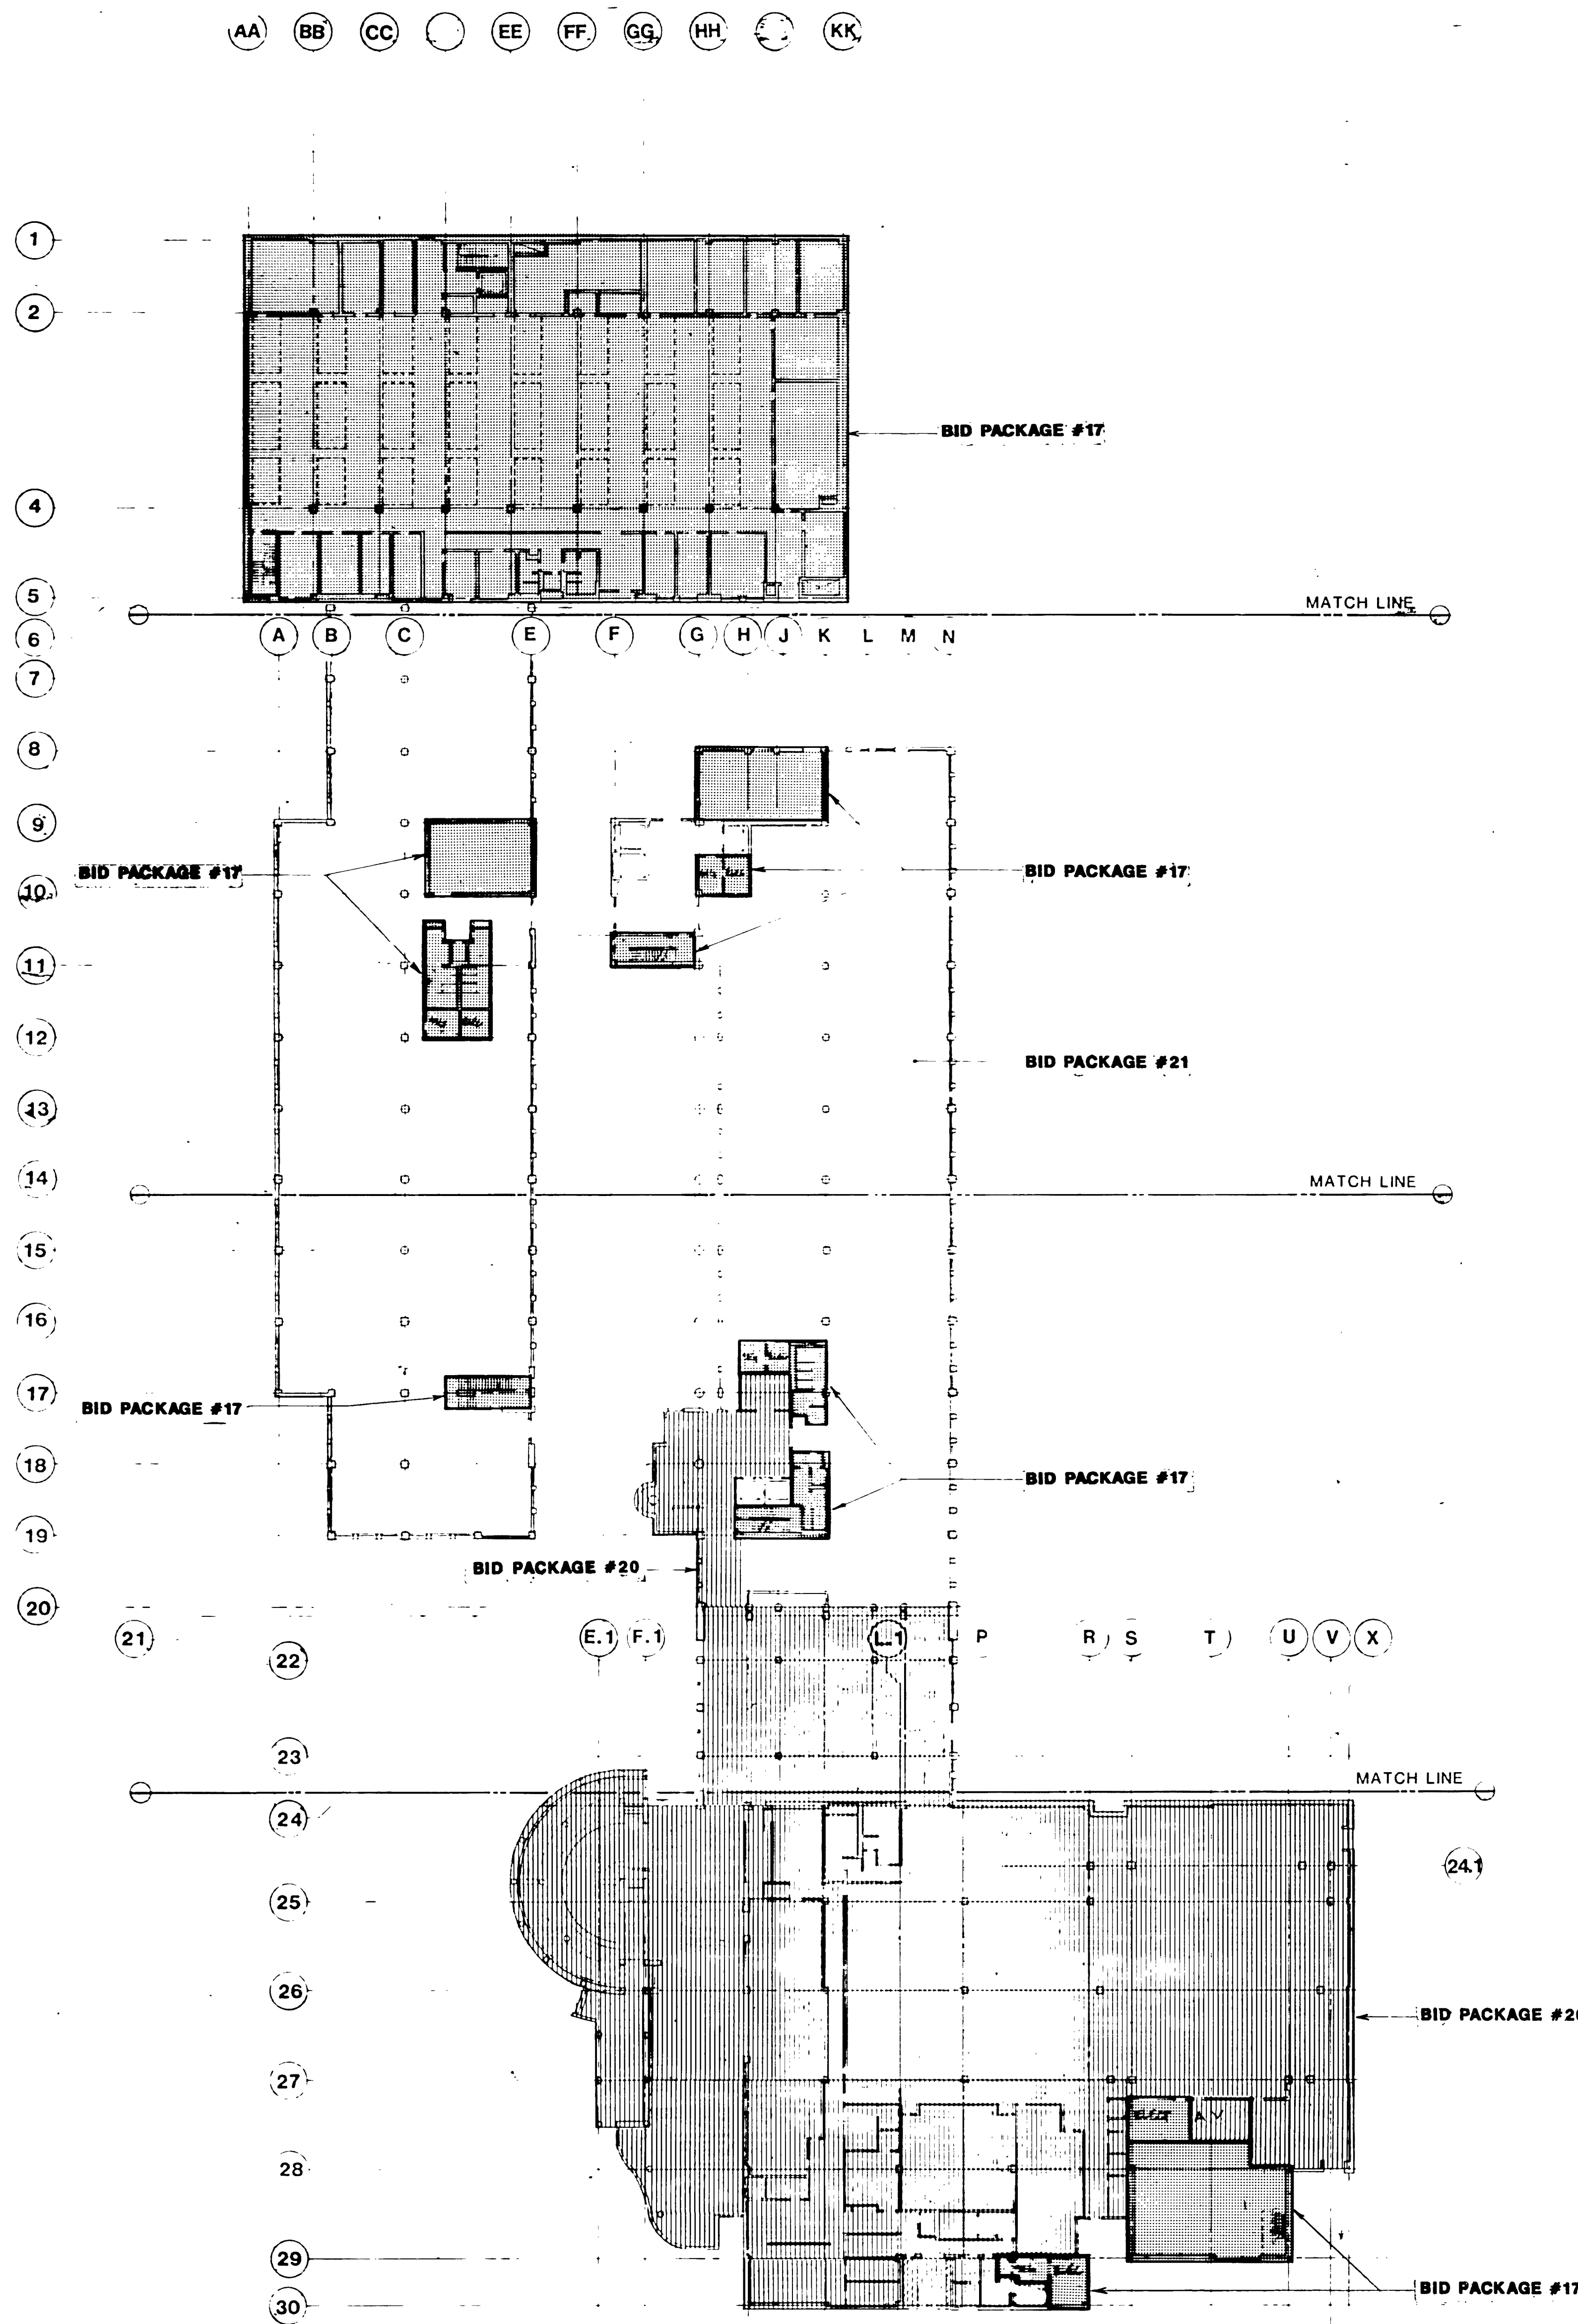 AA BB CC EE FF GG HH KK
1
2
BID PACKAGE #17
4
5
MATCH LINE
6 A B C E F G H J K L M N
7
8
9
BID PACKAGE #17 BID PACKAGE #17
10
11
12
BID PACKAGE #21
13
14
MATCH LINE
15
16
17
BID PACKAGE #17
18
BID PACKAGE #17
19
BID PACKAGE #20
20
21 E.1 F.1 L.1 P R S T U V X
22
23
MATCH LINE
24
24.1
25
26
BID PACKAGE #20
27
ELECT A.V.
28
29
BID PACKAGE #17
30